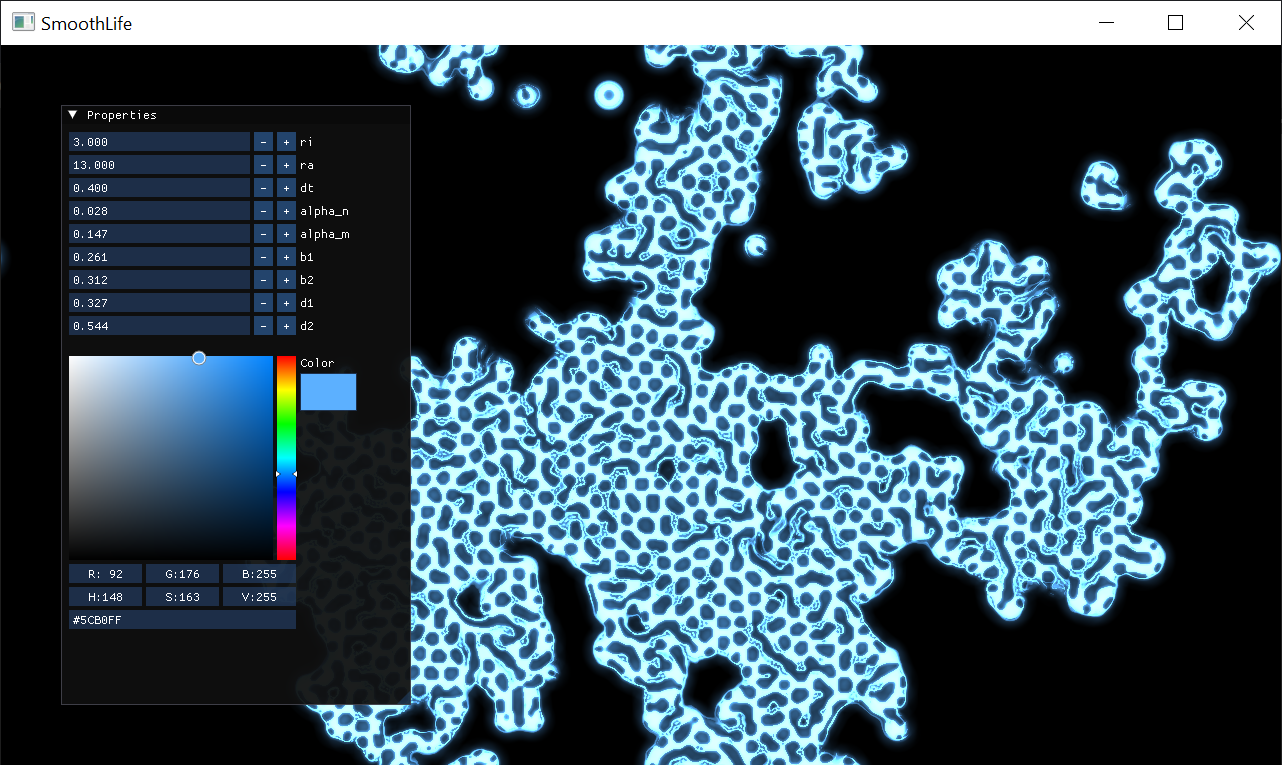 SmoothLife
Properties
3.000 - + ri
13.000 - + ra
0.400 - + dt
0.028 - + alpha_n
0.147 - + alpha_m
0.261 - + b1
0.312 - + b2
0.327 - + d1
0.544 - + d2
Color
R: 92 G:176 B:255
H:148 S:163 V:255
#5CB0FF